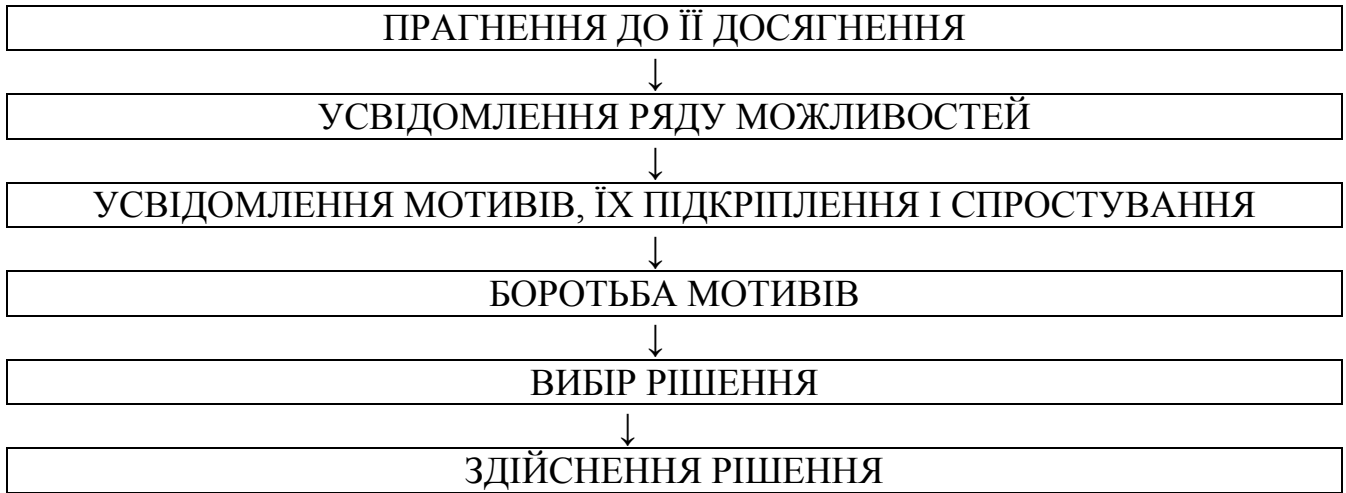 ПРАГНЕННЯ ДО ЇЇ ДОСЯГНЕННЯ
↓
УСВІДОМЛЕННЯ РЯДУ МОЖЛИВОСТЕЙ
↓
УСВІДОМЛЕННЯ МОТИВІВ, ЇХ ПІДКРІПЛЕННЯ І СПРОСТУВАННЯ
↓
БОРОТЬБА МОТИВІВ
↓
ВИБІР РІШЕННЯ
↓
ЗДІЙСНЕННЯ РІШЕННЯ